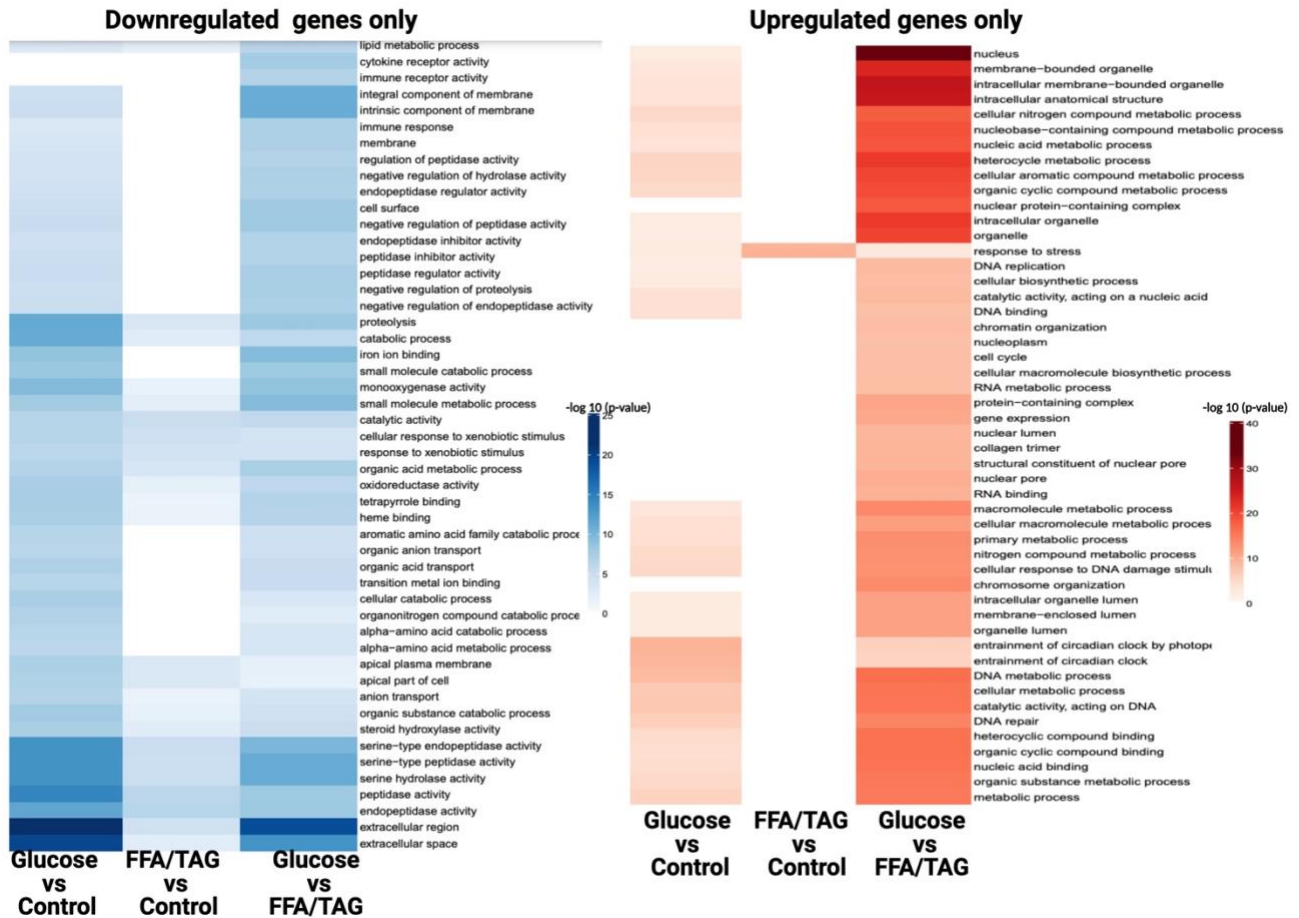 Downregulated genes only
lipid metabolic process
cytokine receptor activity
immune receptor activity
integral component of membrane
intrinsic component of membrane
immune response
membrane
regulation of peptidase activity
negative regulation of hydrolase activity
endopeptidase regulator activity
cell surface
negative regulation of peptidase activity
endopeptidase inhibitor activity
peptidase inhibitor activity
peptidase regulator activity
negative regulation of proteolysis
negative regulation of endopeptidase activity
proteolysis
catabolic process
iron ion binding
small molecule catabolic process
monooxygenase activity
small molecule metabolic process
catalytic activity
cellular response to xenobiotic stimulus
response to xenobiotic stimulus
organic acid metabolic process
oxidoreductase activity
tetrapyrrole binding
heme binding
aromatic amino acid family catabolic proce
organic anion transport
organic acid transport
transition metal ion binding
cellular catabolic process
organonitrogen compound catabolic proce
alpha−amino acid catabolic process
alpha−amino acid metabolic process
apical plasma membrane
apical part of cell
anion transport
organic substance catabolic process
steroid hydroxylase activity
serine−type endopeptidase activity
serine−type peptidase activity
serine hydrolase activity
peptidase activity
endopeptidase activity
extracellular region
extracellular space
-log 10 (p-value)
25
20
15
10
5
0
Glucose
vs
Control
FFA/TAG
vs
Control
Glucose
vs
FFA/TAG
Upregulated genes only
nucleus
membrane−bounded organelle
intracellular membrane−bounded organelle
intracellular anatomical structure
cellular nitrogen compound metabolic process
nucleobase−containing compound metabolic process
nucleic acid metabolic process
heterocycle metabolic process
cellular aromatic compound metabolic process
organic cyclic compound metabolic process
nuclear protein−containing complex
intracellular organelle
organelle
response to stress
DNA replication
cellular biosynthetic process
catalytic activity, acting on a nucleic acid
DNA binding
chromatin organization
nucleoplasm
cell cycle
cellular macromolecule biosynthetic process
RNA metabolic process
protein−containing complex
gene expression
nuclear lumen
collagen trimer
structural constituent of nuclear pore
nuclear pore
RNA binding
macromolecule metabolic process
cellular macromolecule metabolic proces
primary metabolic process
nitrogen compound metabolic process
cellular response to DNA damage stimulu
chromosome organization
intracellular organelle lumen
membrane−enclosed lumen
organelle lumen
entrainment of circadian clock by photope
entrainment of circadian clock
DNA metabolic process
cellular metabolic process
catalytic activity, acting on DNA
DNA repair
heterocyclic compound binding
organic cyclic compound binding
nucleic acid binding
organic substance metabolic process
metabolic process
-log 10 (p-value)
40
30
20
10
0
Glucose
vs
Control
FFA/TAG
vs
Control
Glucose
vs
FFA/TAG